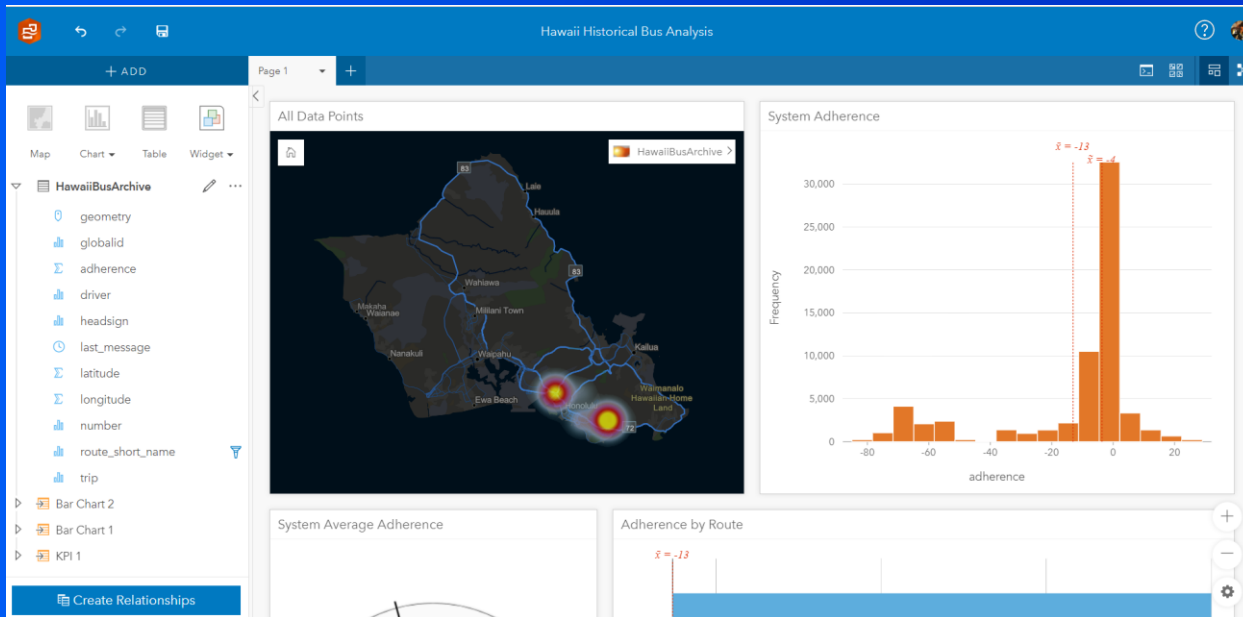 Hawaii Historical Bus Analysis
?
+ ADD
Page 1
Map
Chart
Table
Widget
HawaiiBusArchive
geometry
globalid
adherence
driver
headsign
last_message
latitude
longitude
number
route_short_name
trip
Bar Chart 2
Bar Chart 1
KPI 1
Create Relationships
All Data Points
HawaiiBusArchive
83
Laie
Hauula
83
Wahiawa
Makaha
Waianae
Mililani Town
Nanakuli
Waipahu
Kailua
Waimanalo
Hawaiian Home
Land
Ewa Beach
Honolulu
72
System Adherence
x̄ = -13
x̃ = -4
30,000
25,000
20,000
15,000
10,000
5,000
0
Frequency
-80
-60
-40
-20
0
20
adherence
System Average Adherence
Adherence by Route
x̄ = -13